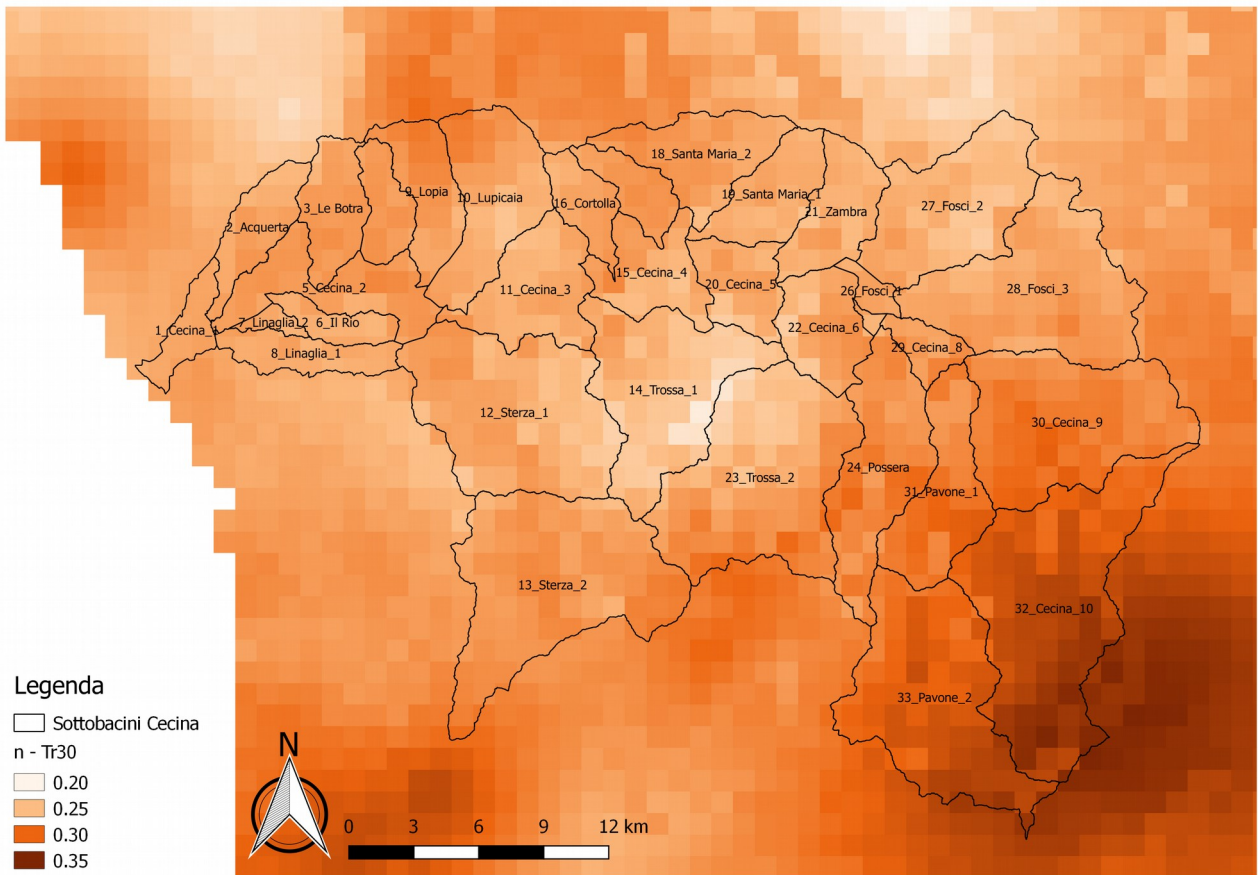 18_Santa Maria_2
9_Lopia
10_Lupicaia
19_Santa Maria_1
16_Cortolla
3_Le Botra
21_Zambra
27_Fosci_2
2_Acquerta
15_Cecina_4
20_Cecina_5
5_Cecina_2
11_Cecina_3
26_Fosci_1
28_Fosci_3
7_Linaglia_2
6_Il Rio
1_Cecina_1
22_Cecina_6
8_Linaglia_1
29_Cecina_8
14_Trossa_1
12_Sterza_1
30_Cecina_9
24_Possera
23_Trossa_2
31_Pavone_1
13_Sterza_2
32_Cecina_10
33_Pavone_2
Legenda
Sottobacini Cecina
n - Tr30
0.20
0.25
0.30
0.35
N
0 3 6 9 12 km